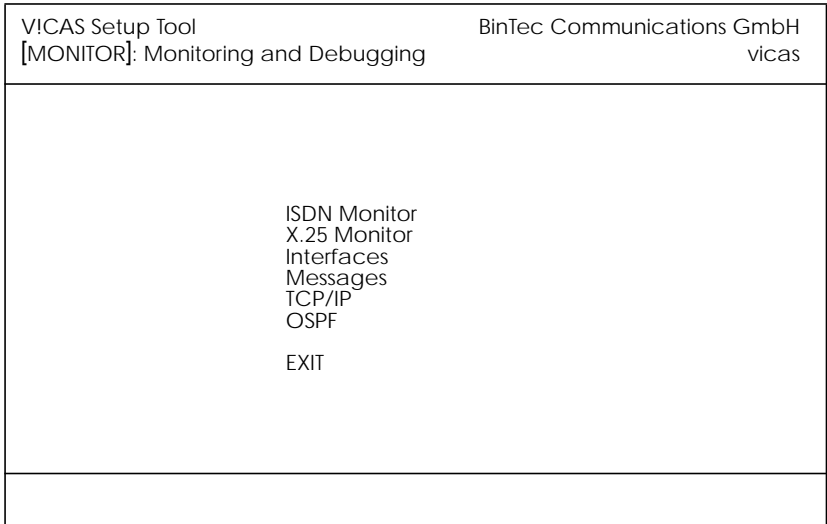 V!CAS Setup Tool BinTec Communications GmbH
[MONITOR]: Monitoring and Debugging vicas
ISDN Monitor
X.25 Monitor
Interfaces
Messages
TCP/IP
OSPF
EXIT